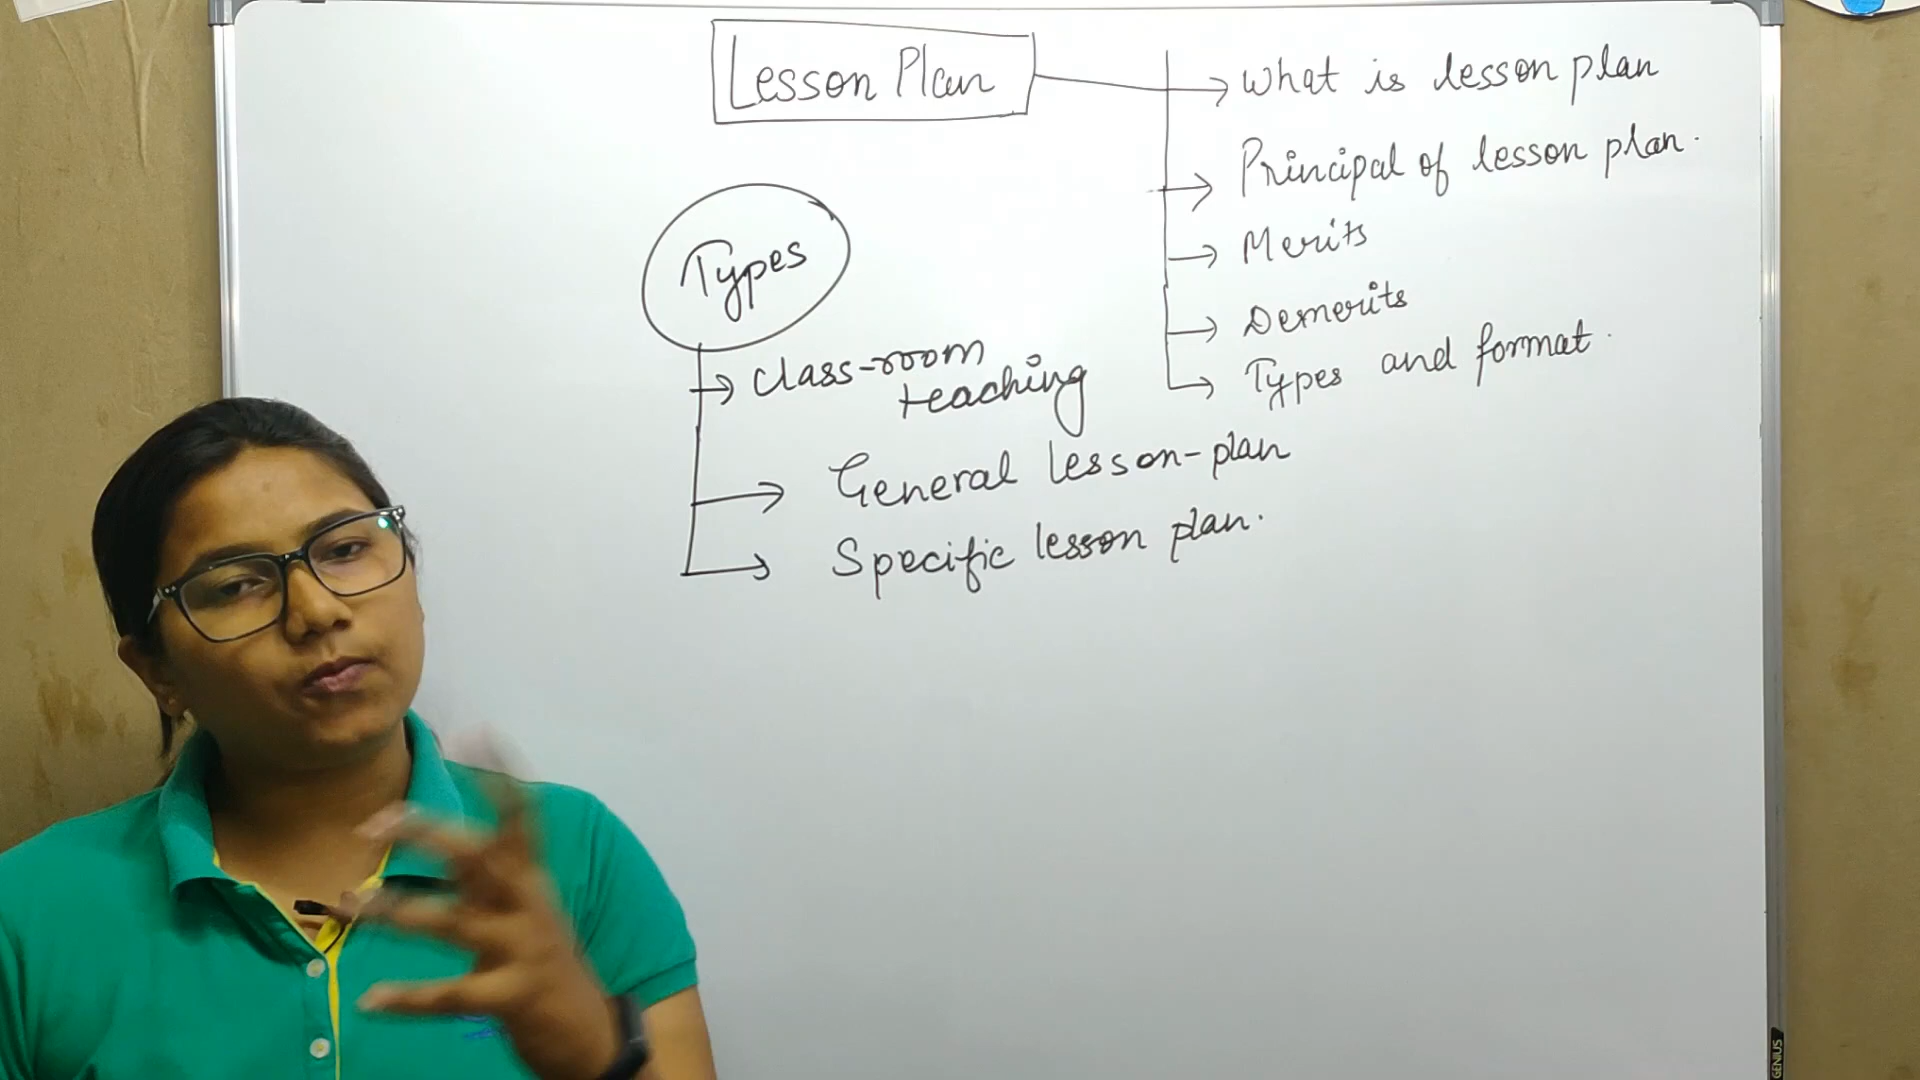 Lesson Plan
What is lesson plan
Principal of lesson plan.
Merits
Demerits
Types and format.
Types
Class-room
teaching
General lesson-plan
Specific lesson plan.
GENIUS